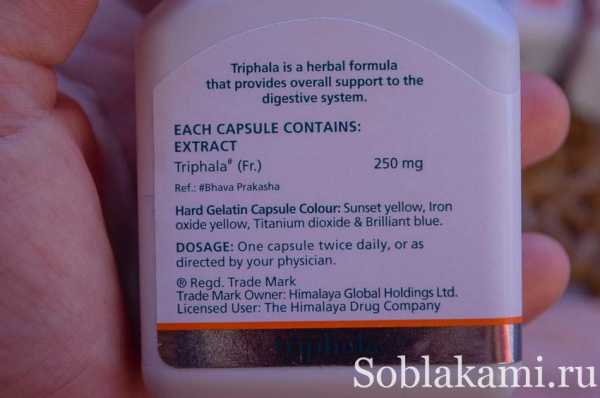 Triphala is a herbal formula
that provides overall support to the
digestive system.
EACH CAPSULE CONTAINS:
EXTRACT
Triphala# (Fr.) 250 mg
Ref.: #Bhava Prakasha
Hard Gelatin Capsule Colour: Sunset yellow, Iron
oxide yellow, Titanium dioxide & Brilliant blue.
DOSAGE: One capsule twice daily, or as
directed by your physician.
® Regd. Trade Mark
Trade Mark Owner: Himalaya Global Holdings Ltd.
Licensed User: The Himalaya Drug Company
triphala
Soblakami.ru